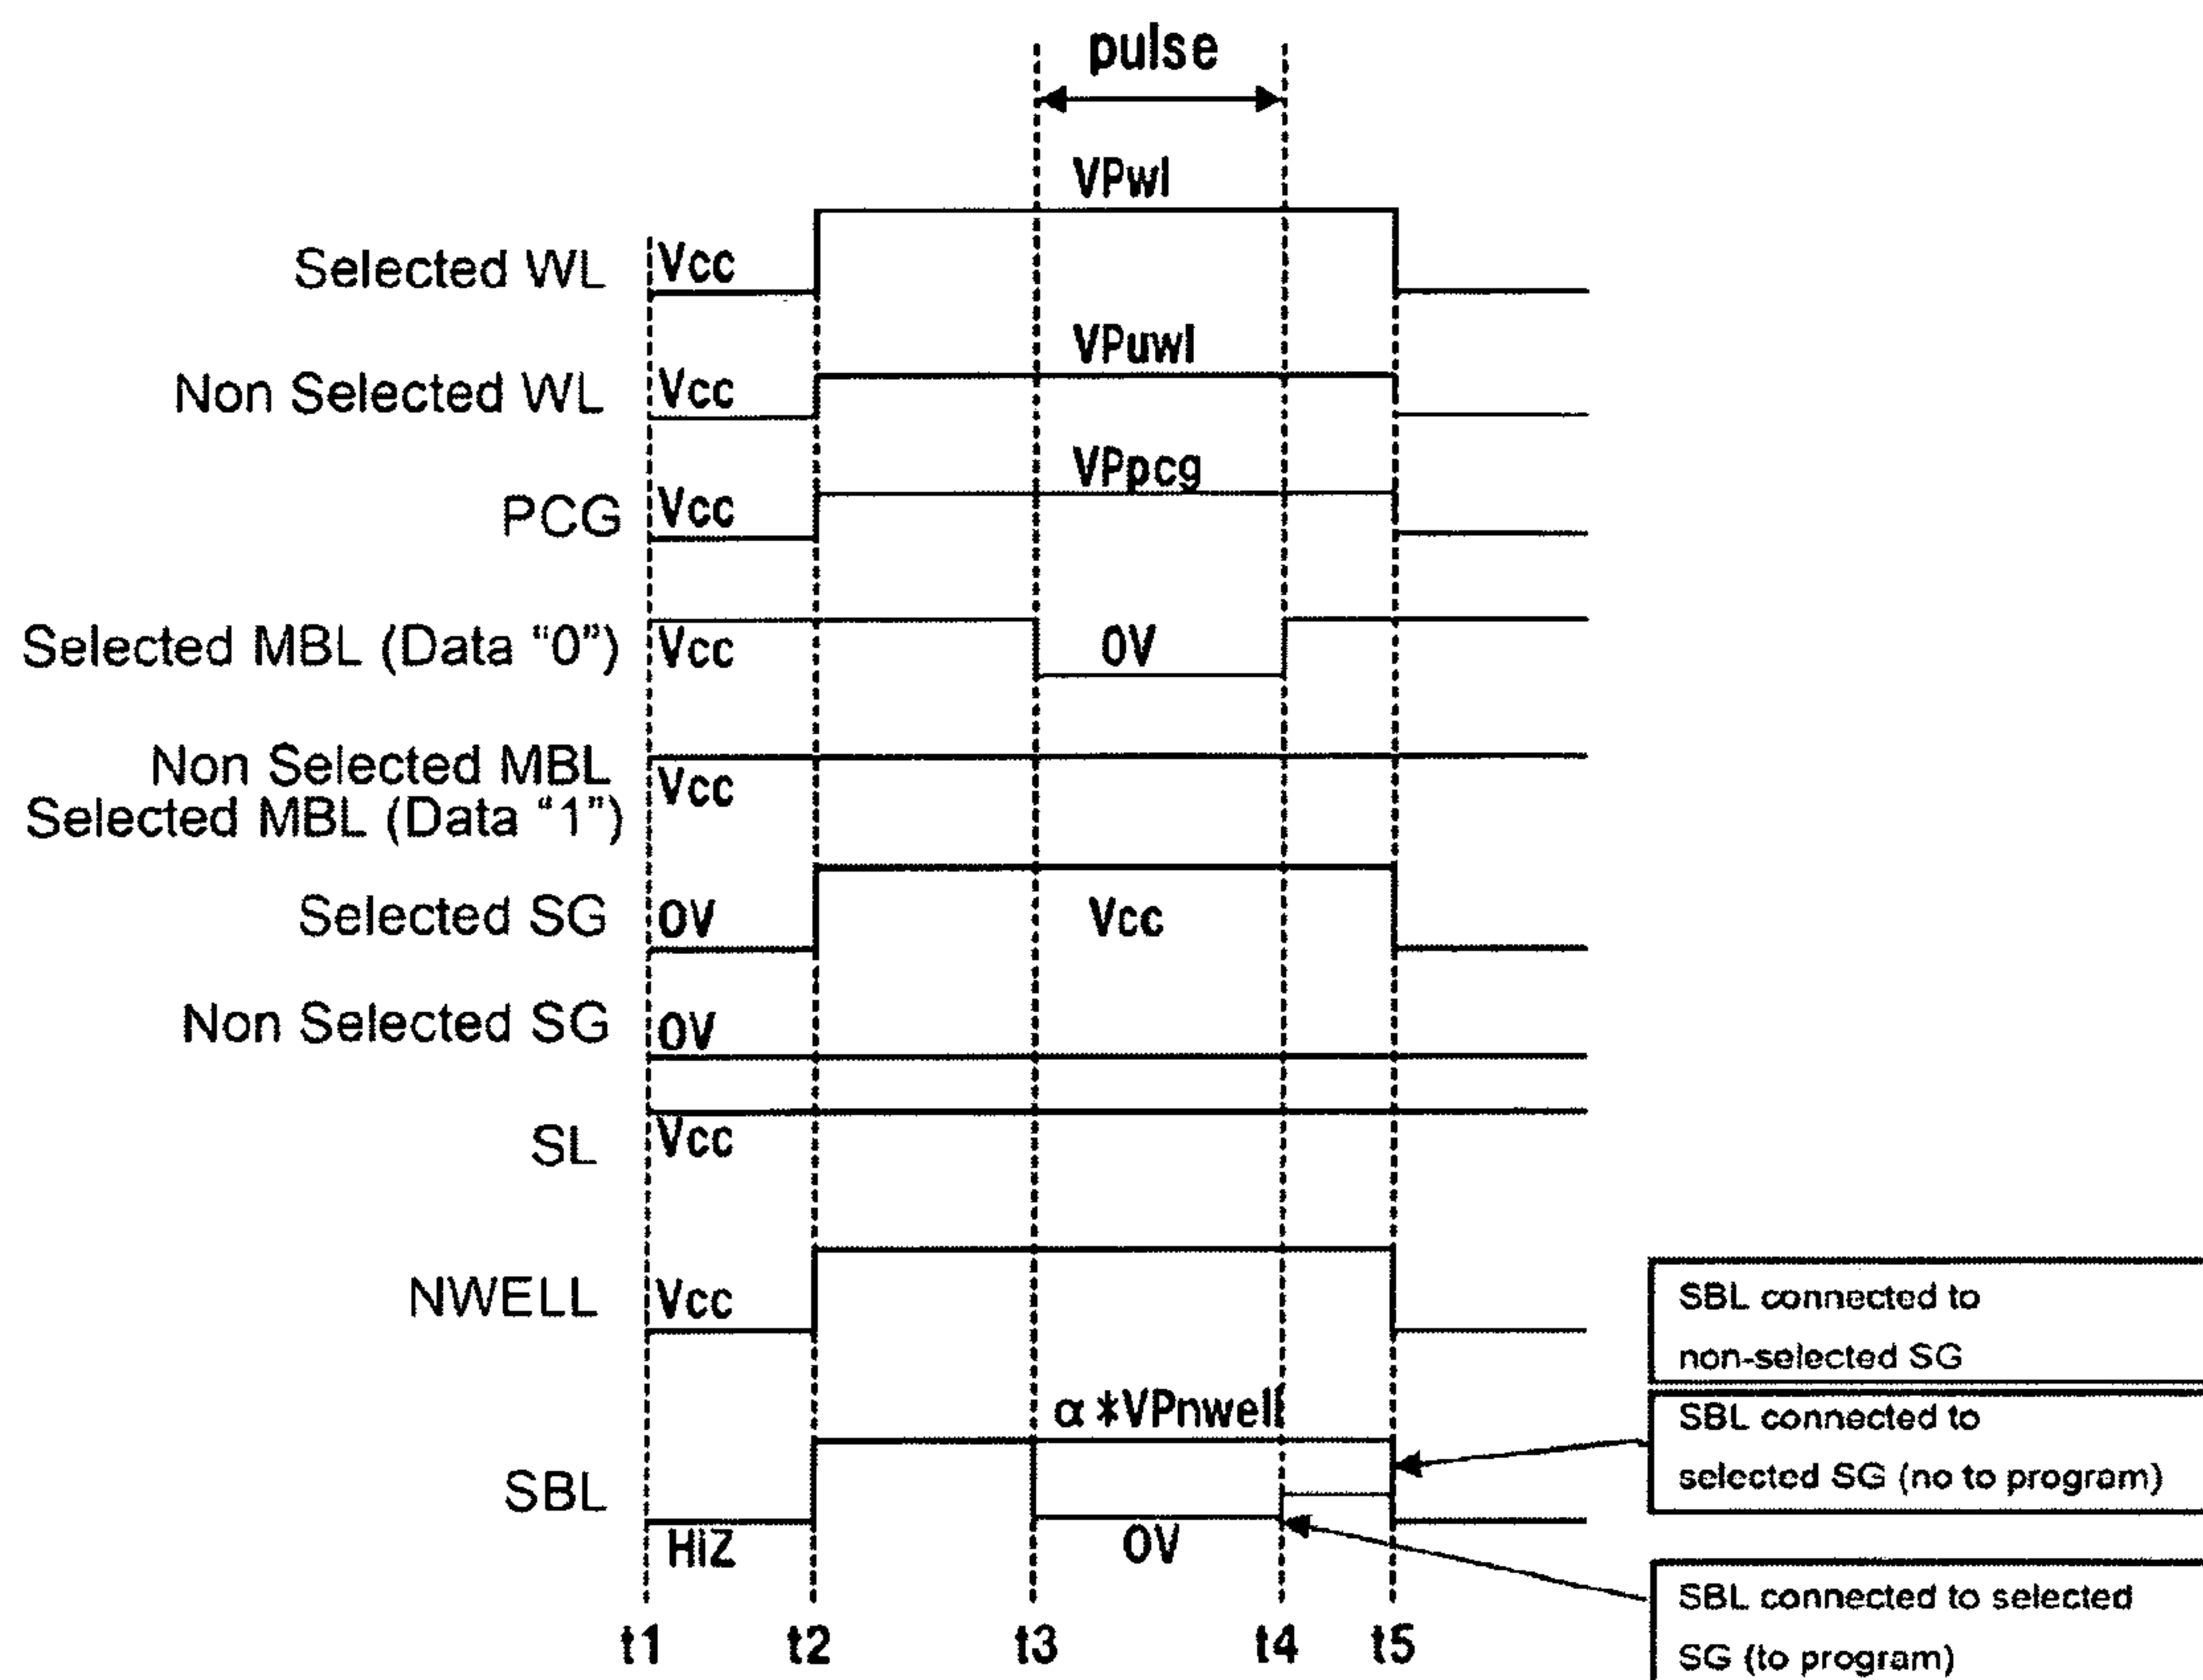 pulse
VPwl
Selected WL Vcc
VPuwl
Non Selected WL Vcc
VPpcg
PCG Vcc
Selected MBL (Data “0”) Vcc 0V
Non Selected MBL
Vcc
Selected MBL (Data “1”)
Selected SG 0V Vcc
Non Selected SG 0V
SL Vcc
NWELL Vcc
SBL connected to
non-selected SG
α*VPnwell
SBL connected to
selected SG (no to program)
SBL
HiZ 0V
SBL connected to selected
SG (to program)
t1 t2 t3 t4 t5